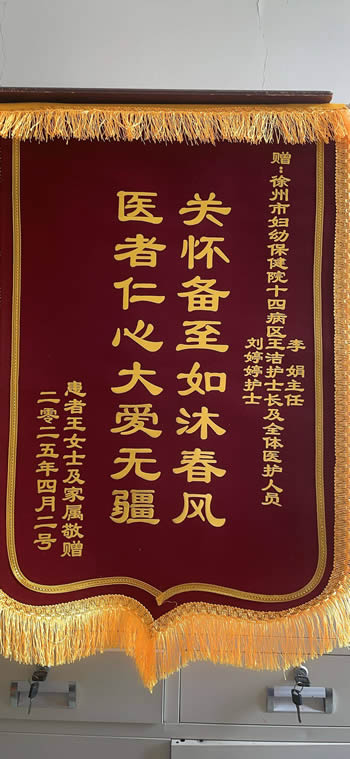 赠：徐州市妇幼保健院十四病区
李娟主任
王洁护士长及全体医护人员
刘婷婷护士
关怀备至如沐春风
医者仁心大爱无疆
患者王女士及家属敬赠
二零二五年四月二号